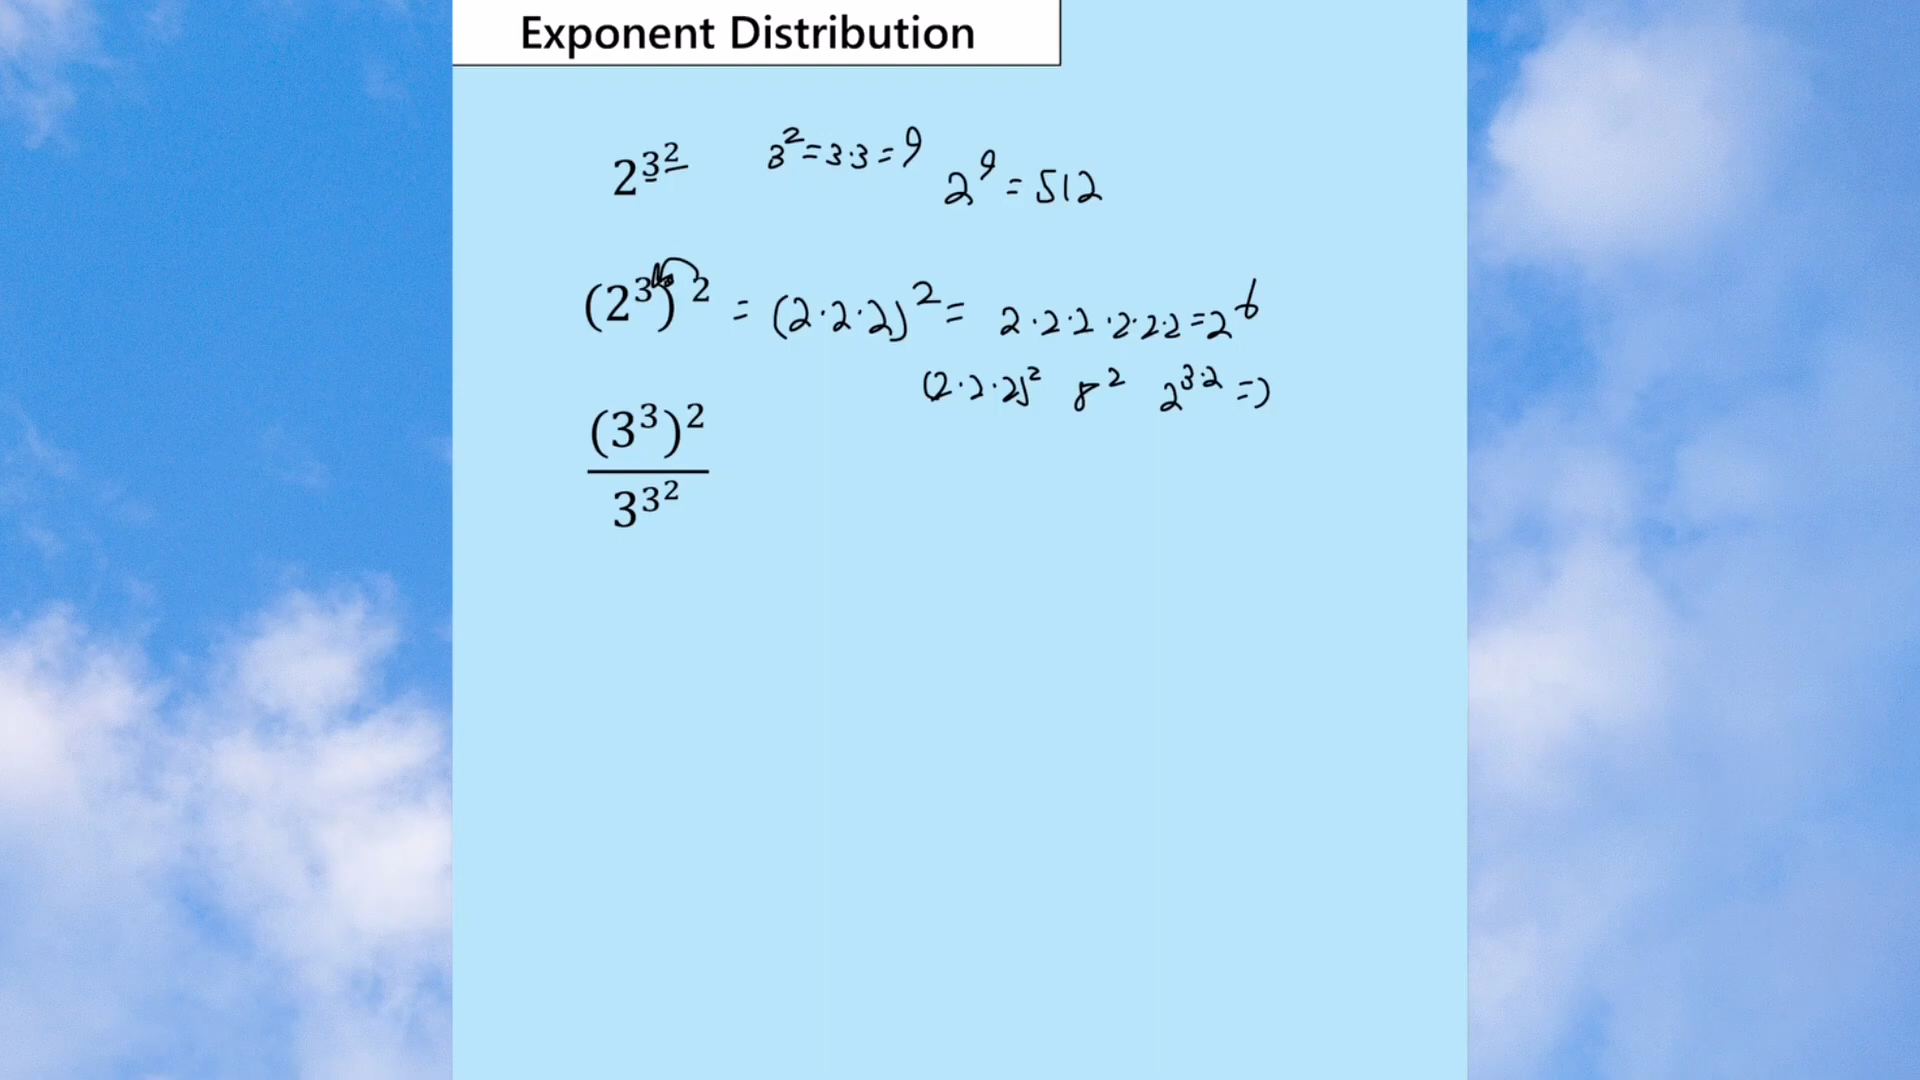 Exponent Distribution
2^{3^2} 3^2=3·3=9 2^9=512
(2^3)^2 = (2·2·2)^2 = 2·2·2·2·2·2=2^6
(2·2·2)^2 8^2 2^{3·2} =
(3^3)^2
3^{3^2}